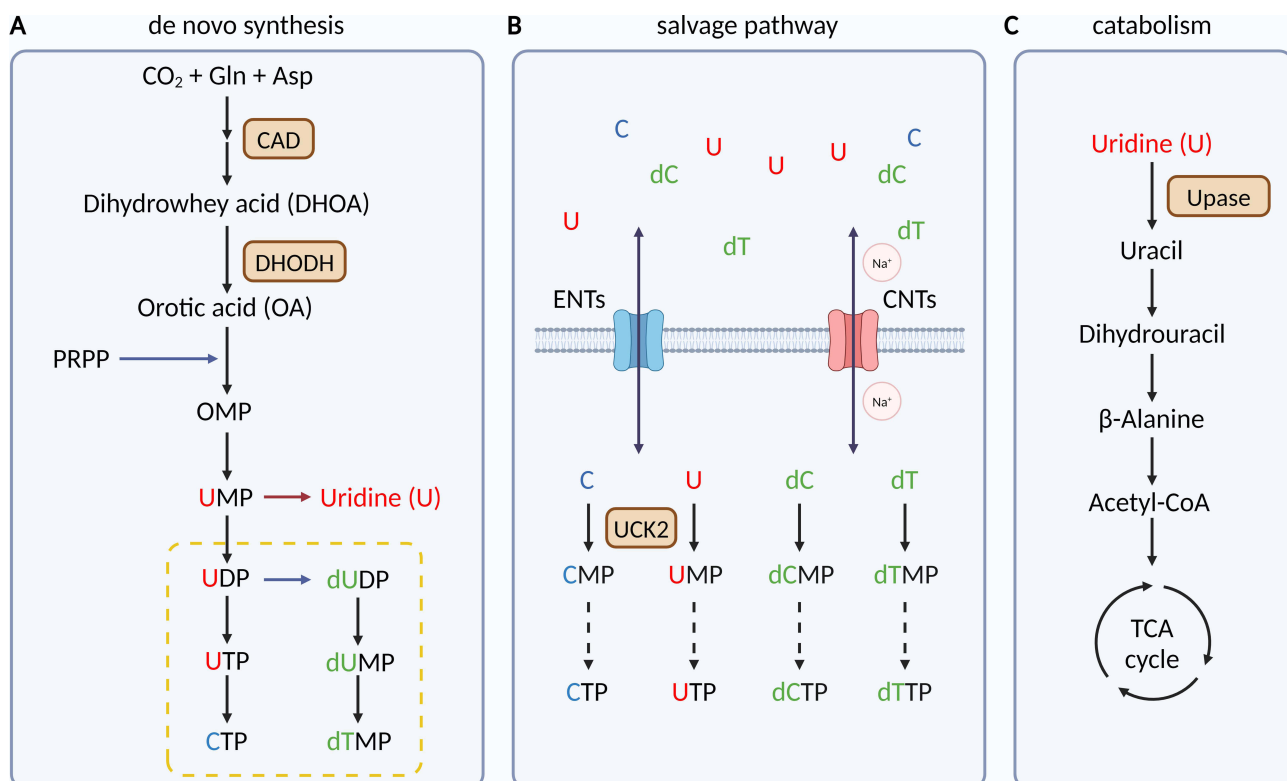 A de novo synthesis
CO₂ + Gln + Asp
CAD
Dihydrowhey acid (DHOA)
DHODH
Orotic acid (OA)
PRPP
OMP
UMP Uridine (U)
UDP dUDP
UTP dUMP
CTP dTMP
B salvage pathway
C C
U U
U
dC dC
U dT
dT
Na⁺
ENTs CNTs
Na⁺
C U dC dT
UCK2
CMP UMP dCMP dTMP
CTP UTP dCTP dTTP
C catabolism
Uridine (U)
Upase
Uracil
Dihydrouracil
β-Alanine
Acetyl-CoA
TCA
cycle